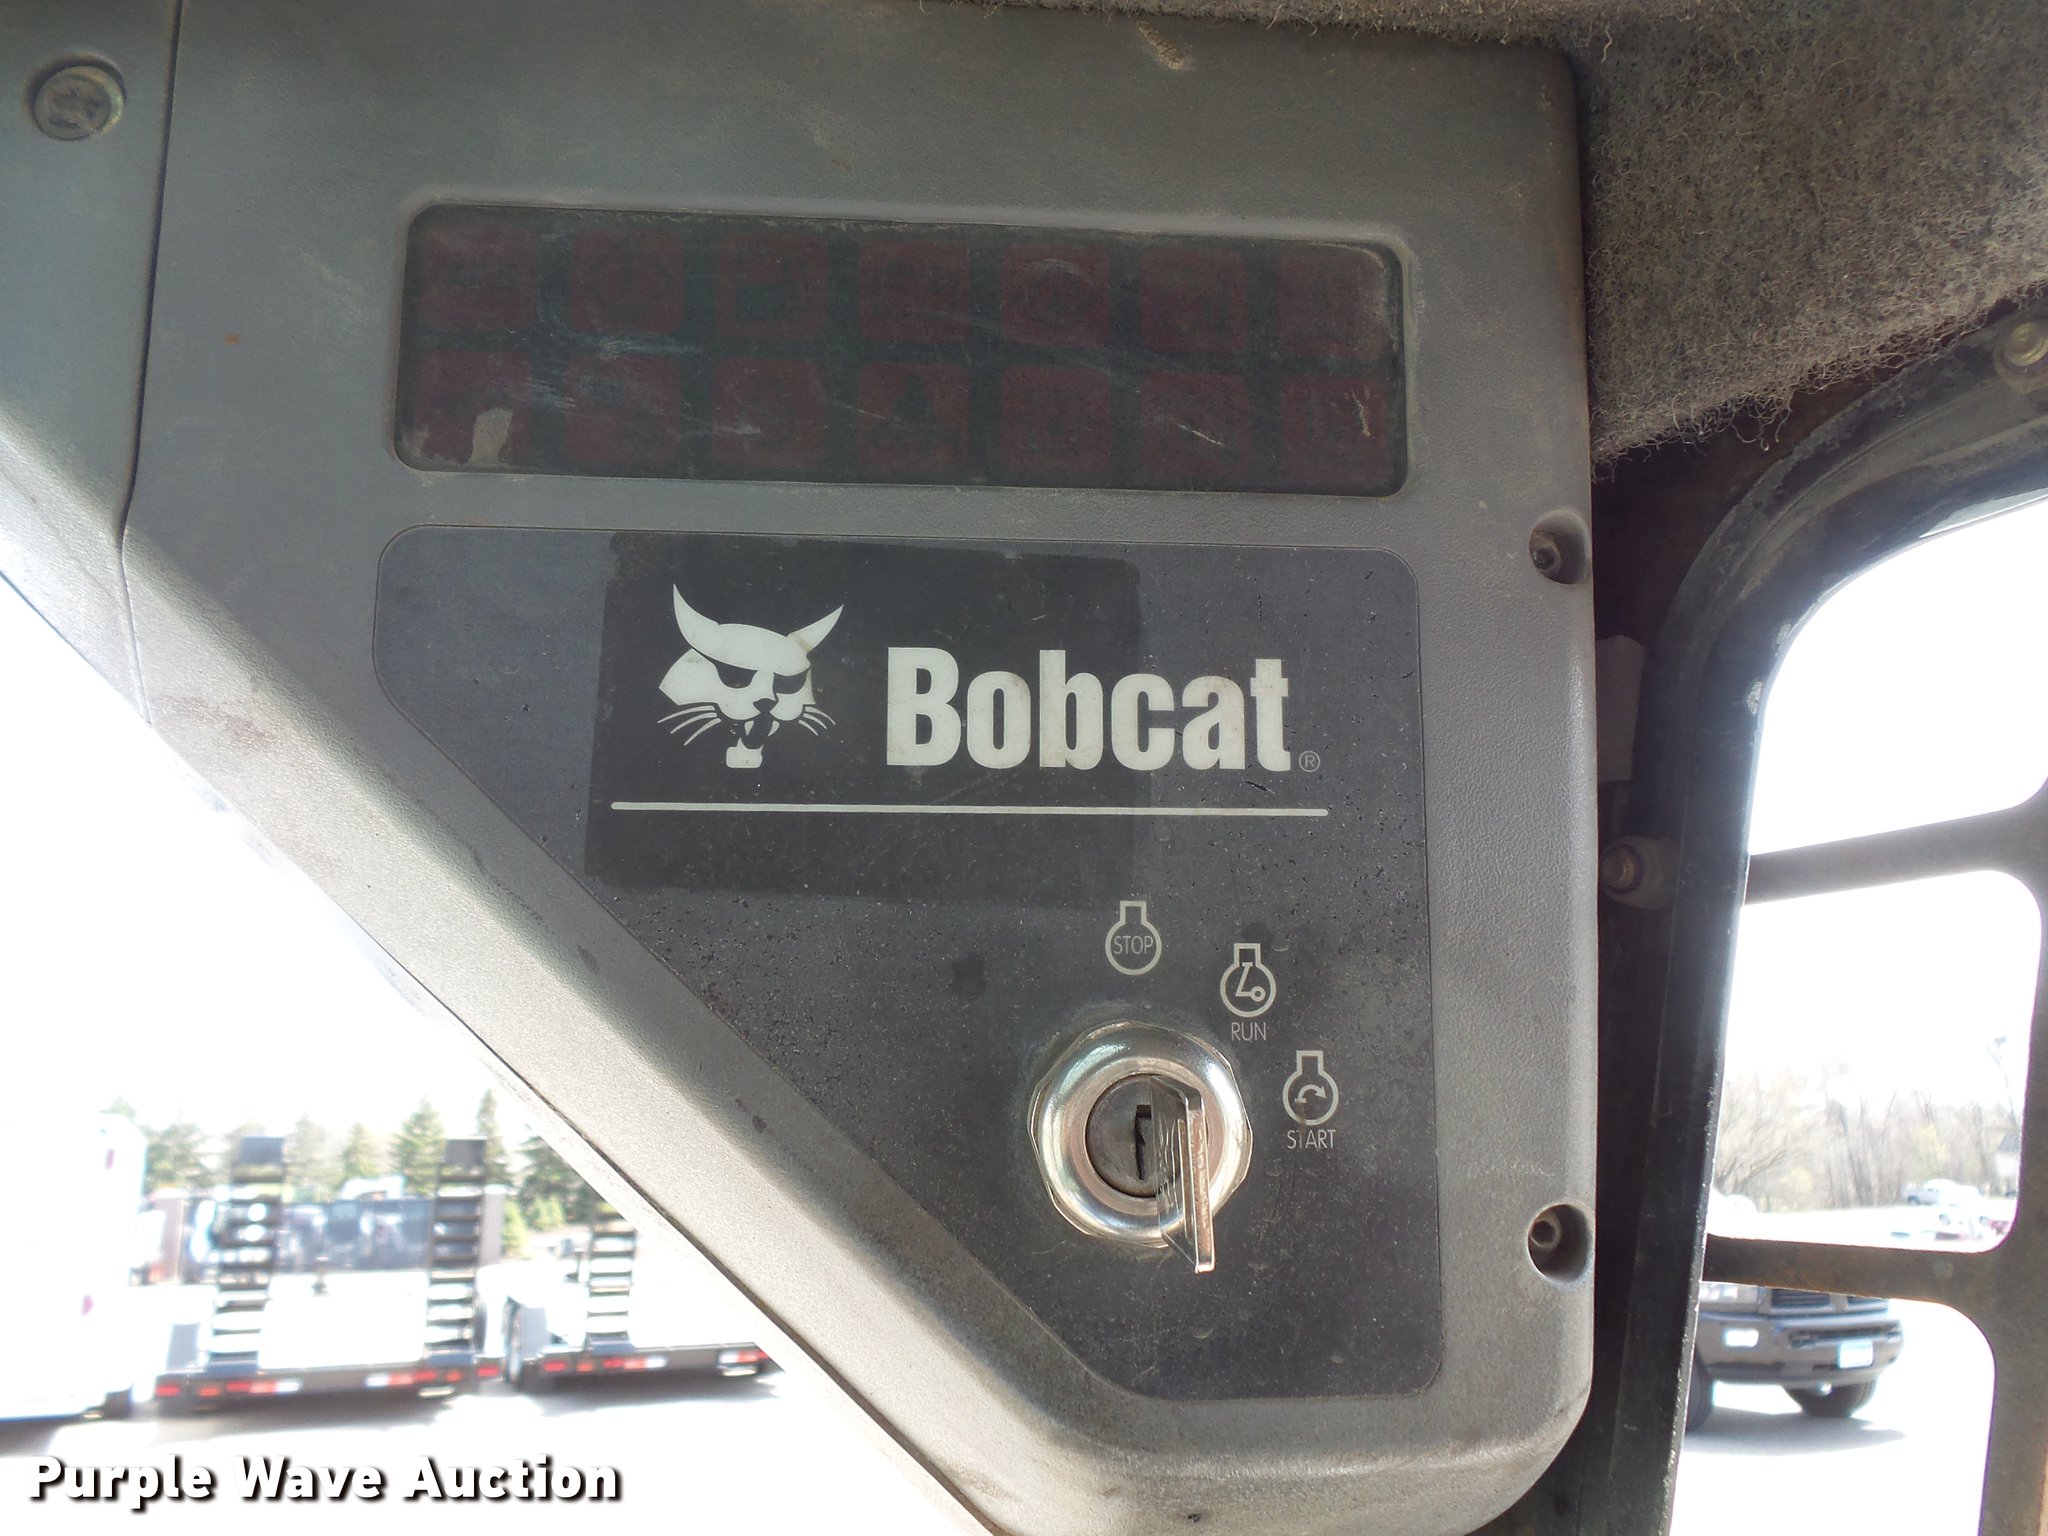 Bobcat®
STOP
RUN
START
Purple Wave Auction